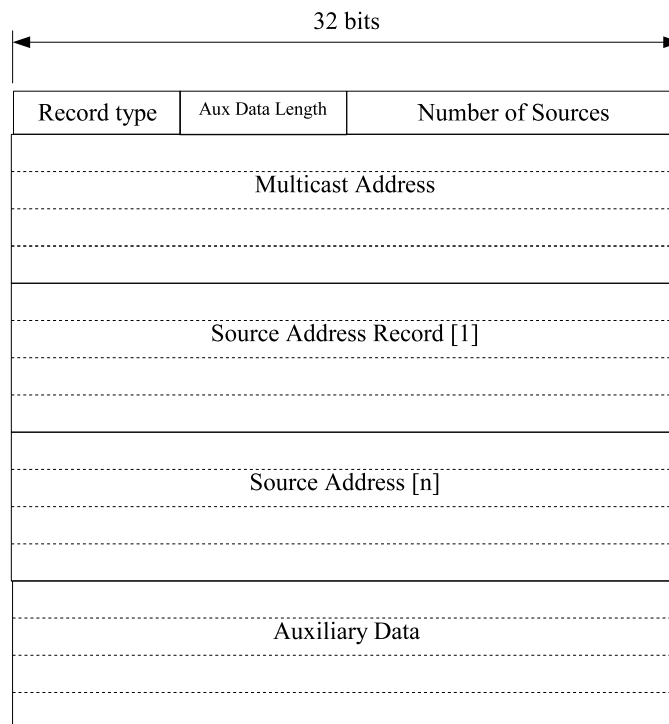 32 bits
Record type
Aux Data Length
Number of Sources
Multicast Address
Source Address Record [1]
Source Address [n]
Auxiliary Data